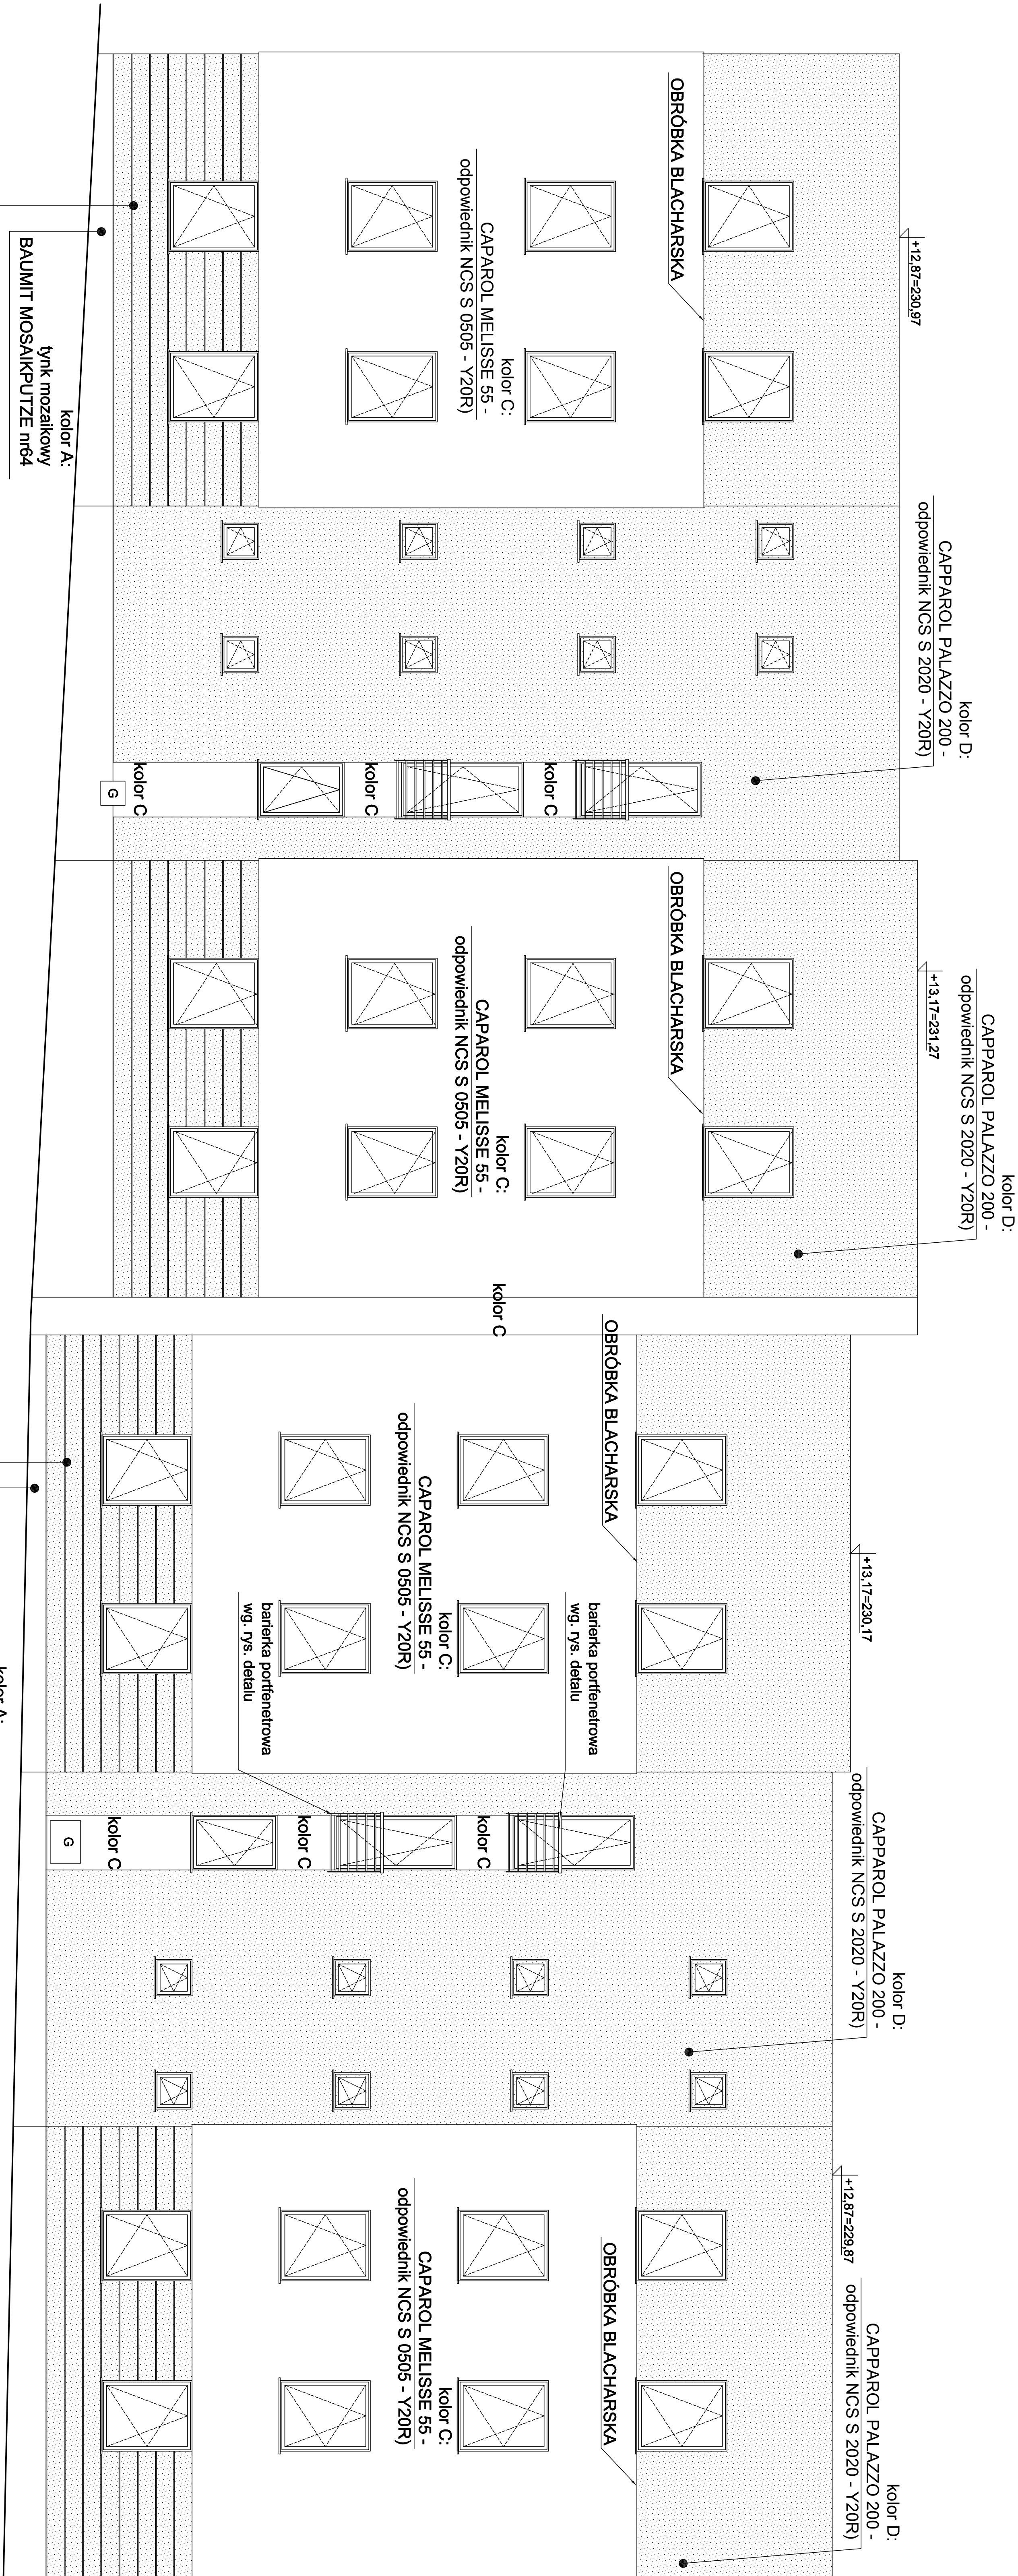 +12,87=230,97
OBRÓBKA BLACHARSKA
kolor C:
CAPAROL MELISSE 55 -
odpowiednik NCS S 0505 - Y20R)
kolor A:
tynk mozaikowy
BAUMIT MOSAIKPUTZE nr64
kolor D:
CAPPAROL PALAZZO 200 -
odpowiednik NCS S 2020 - Y20R)
kolor C
kolor C
kolor C
G
kolor D:
CAPPAROL PALAZZO 200 -
odpowiednik NCS S 2020 - Y20R)
+13,17=231,27
OBRÓBKA BLACHARSKA
kolor C:
CAPAROL MELISSE 55 -
odpowiednik NCS S 0505 - Y20R)
kolor C
+13,17=230,17
OBRÓBKA BLACHARSKA
kolor C:
CAPAROL MELISSE 55 -
odpowiednik NCS S 0505 - Y20R)
barierka portfenetrowa
wg. rys. detalu
barierka portfenetrowa
wg. rys. detalu
kolor A:
kolor D:
CAPPAROL PALAZZO 200 -
odpowiednik NCS S 2020 - Y20R)
kolor C
kolor C
kolor C
G
+12,87=229,87
kolor D:
CAPPAROL PALAZZO 200 -
odpowiednik NCS S 2020 - Y20R)
OBRÓBKA BLACHARSKA
kolor C:
CAPAROL MELISSE 55 -
odpowiednik NCS S 0505 - Y20R)